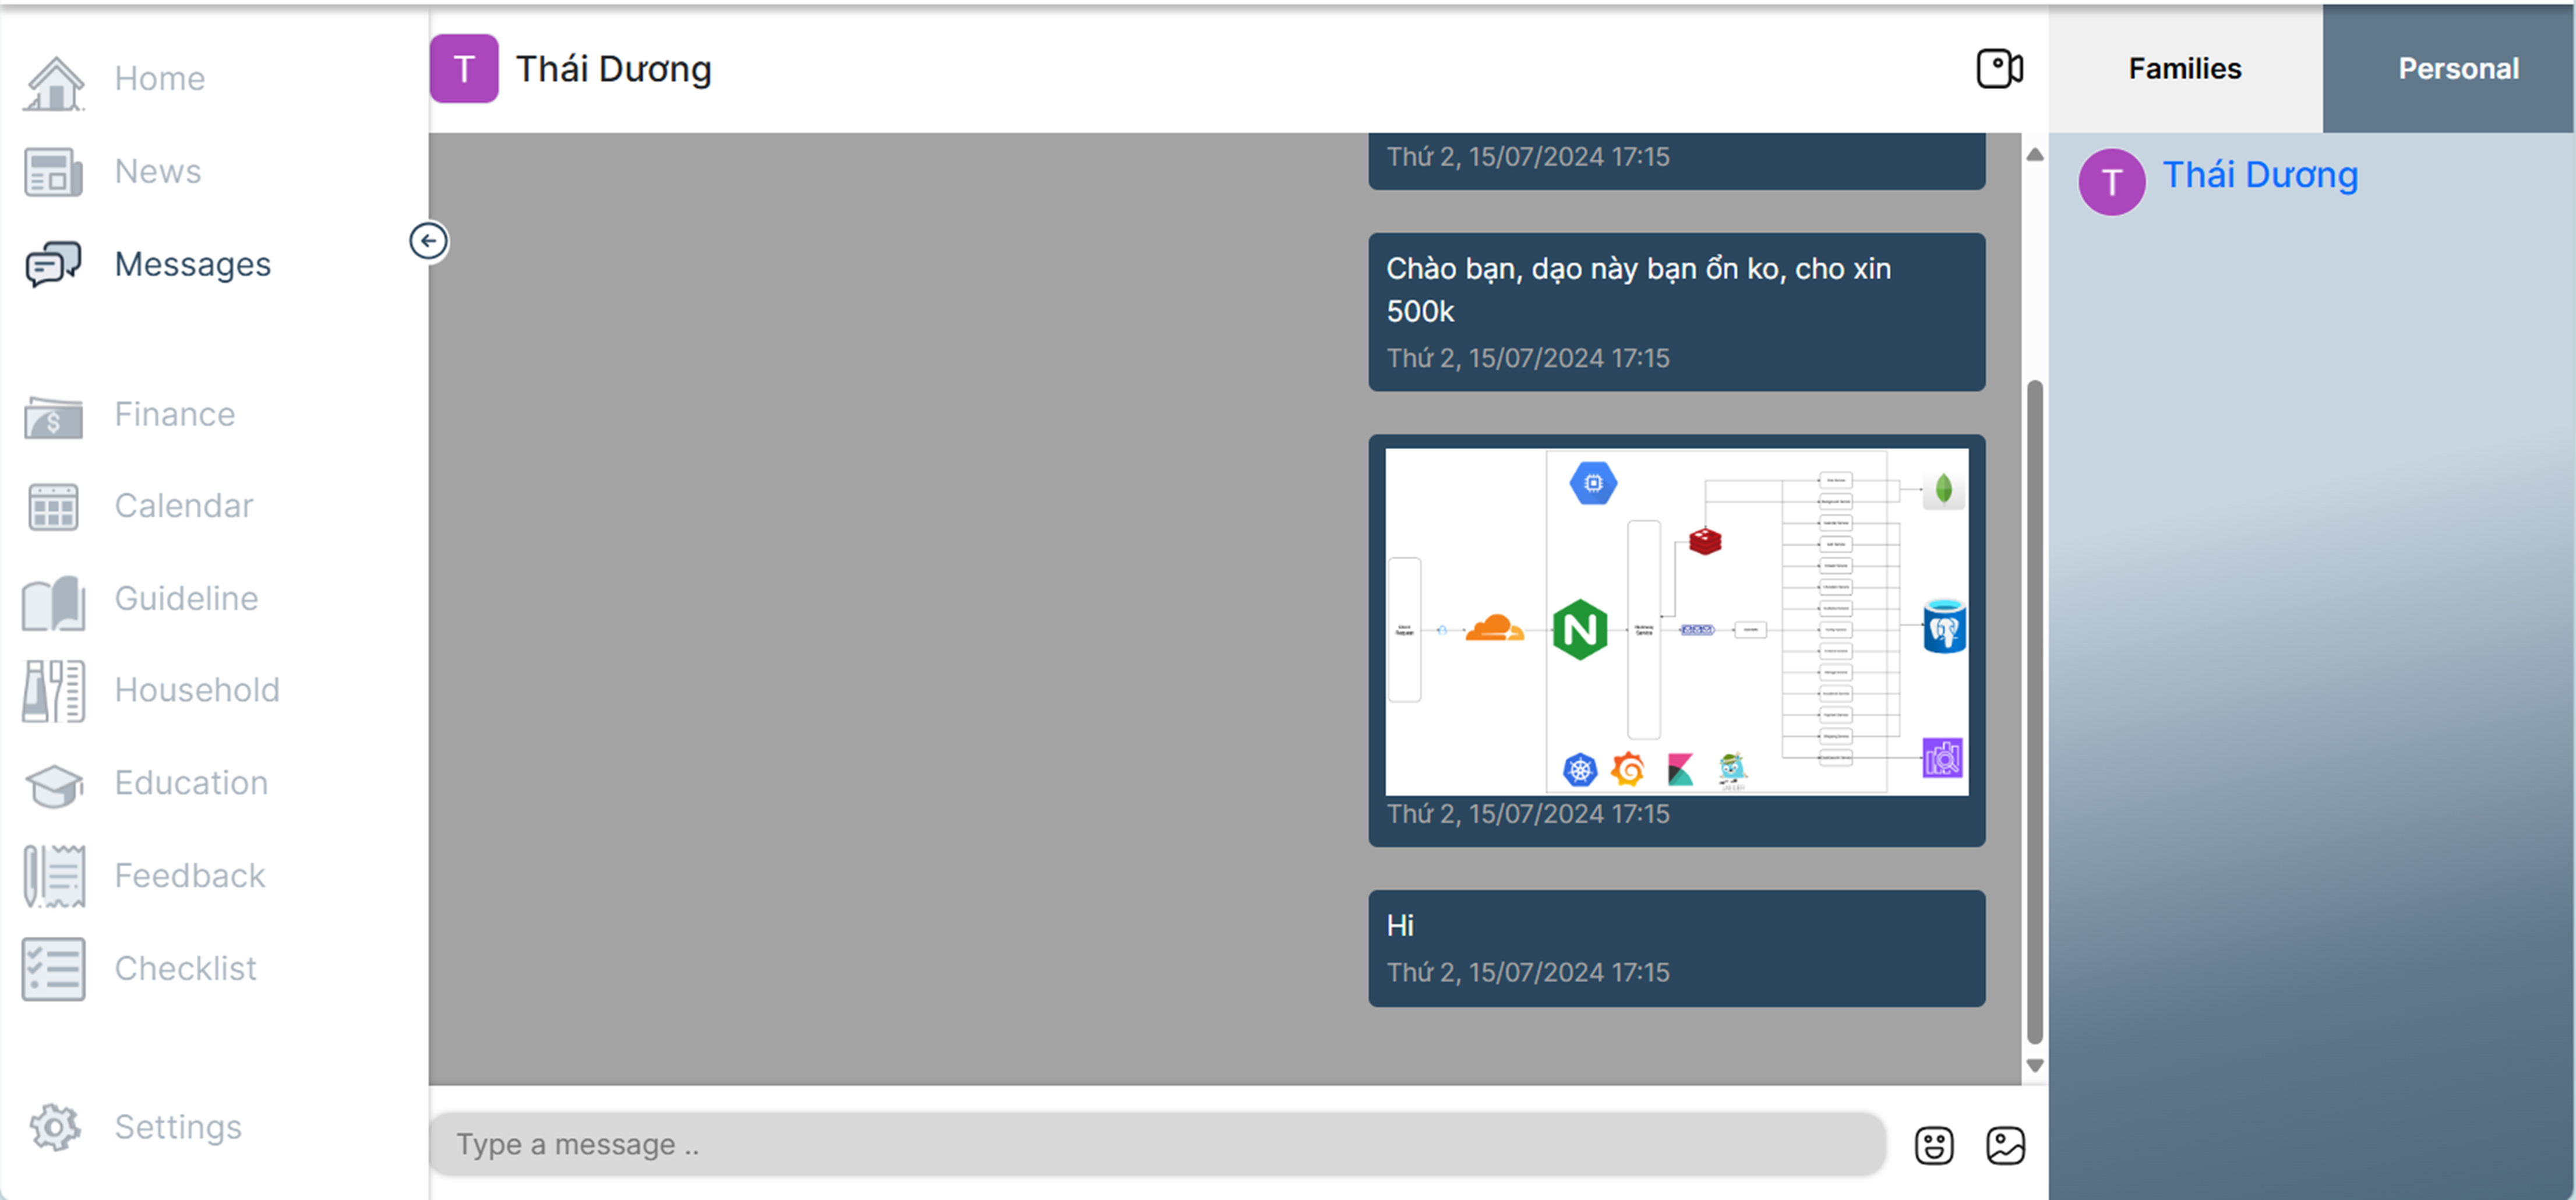 Home
News
Messages
Finance
Calendar
Guideline
Household
Education
Feedback
Checklist
Settings
T
Thái Dương
Thứ 2, 15/07/2024 17:15
Chào bạn, dạo này bạn ổn ko, cho xin
500k
Thứ 2, 15/07/2024 17:15
N
Thứ 2, 15/07/2024 17:15
Hi
Thứ 2, 15/07/2024 17:15
Type a message ..
Families
Personal
T
Thái Dương